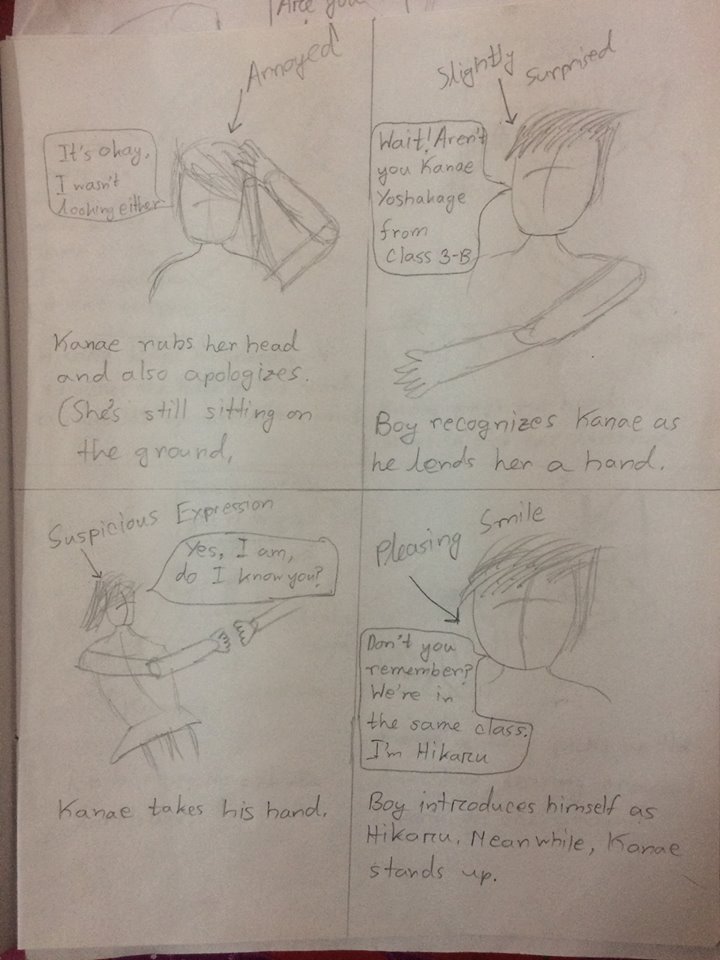 Are you
Annoyed
It's okay,
I wasn't
looking either
Kanae rubs her head
and also apologizes.
(She's still sitting on
the ground,
Slightly Surprised
Wait! Aren't
you Kanae
Yoshakage
from
Class 3-B
Boy recognizes Kanae as
he lends her a hand.
Suspicious Expression
Yes, I am,
do I know you?
Kanae takes his hand.
Pleasing Smile
Don't you
remember?
We're in
the same class.
I'm Hikaru
Boy introduces himself as
Hikaru. Meanwhile, Kanae
stands up.